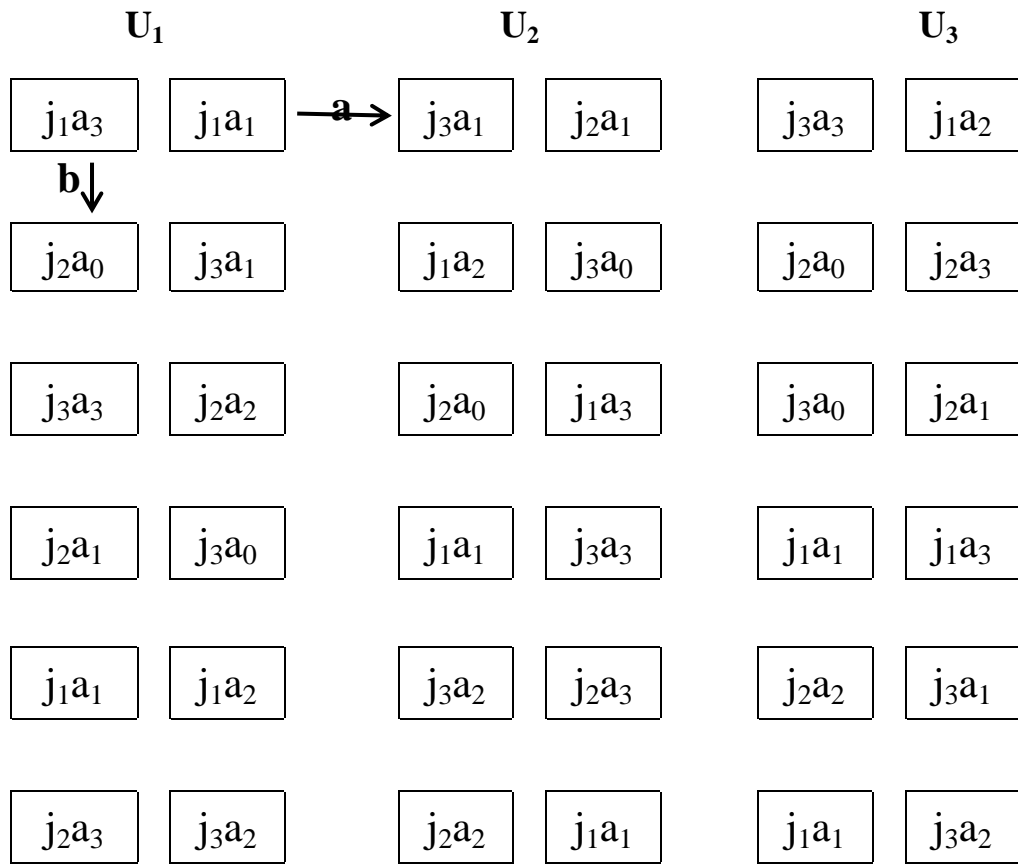 U₁ U₂ U₃
j₁a₃ j₁a₁ a j₃a₁ j₂a₁ j₃a₃ j₁a₂
b
j₂a₀ j₃a₁ j₁a₂ j₃a₀ j₂a₀ j₂a₃
j₃a₃ j₂a₂ j₂a₀ j₁a₃ j₃a₀ j₂a₁
j₂a₁ j₃a₀ j₁a₁ j₃a₃ j₁a₁ j₁a₃
j₁a₁ j₁a₂ j₃a₂ j₂a₃ j₂a₂ j₃a₁
j₂a₃ j₃a₂ j₂a₂ j₁a₁ j₁a₁ j₃a₂